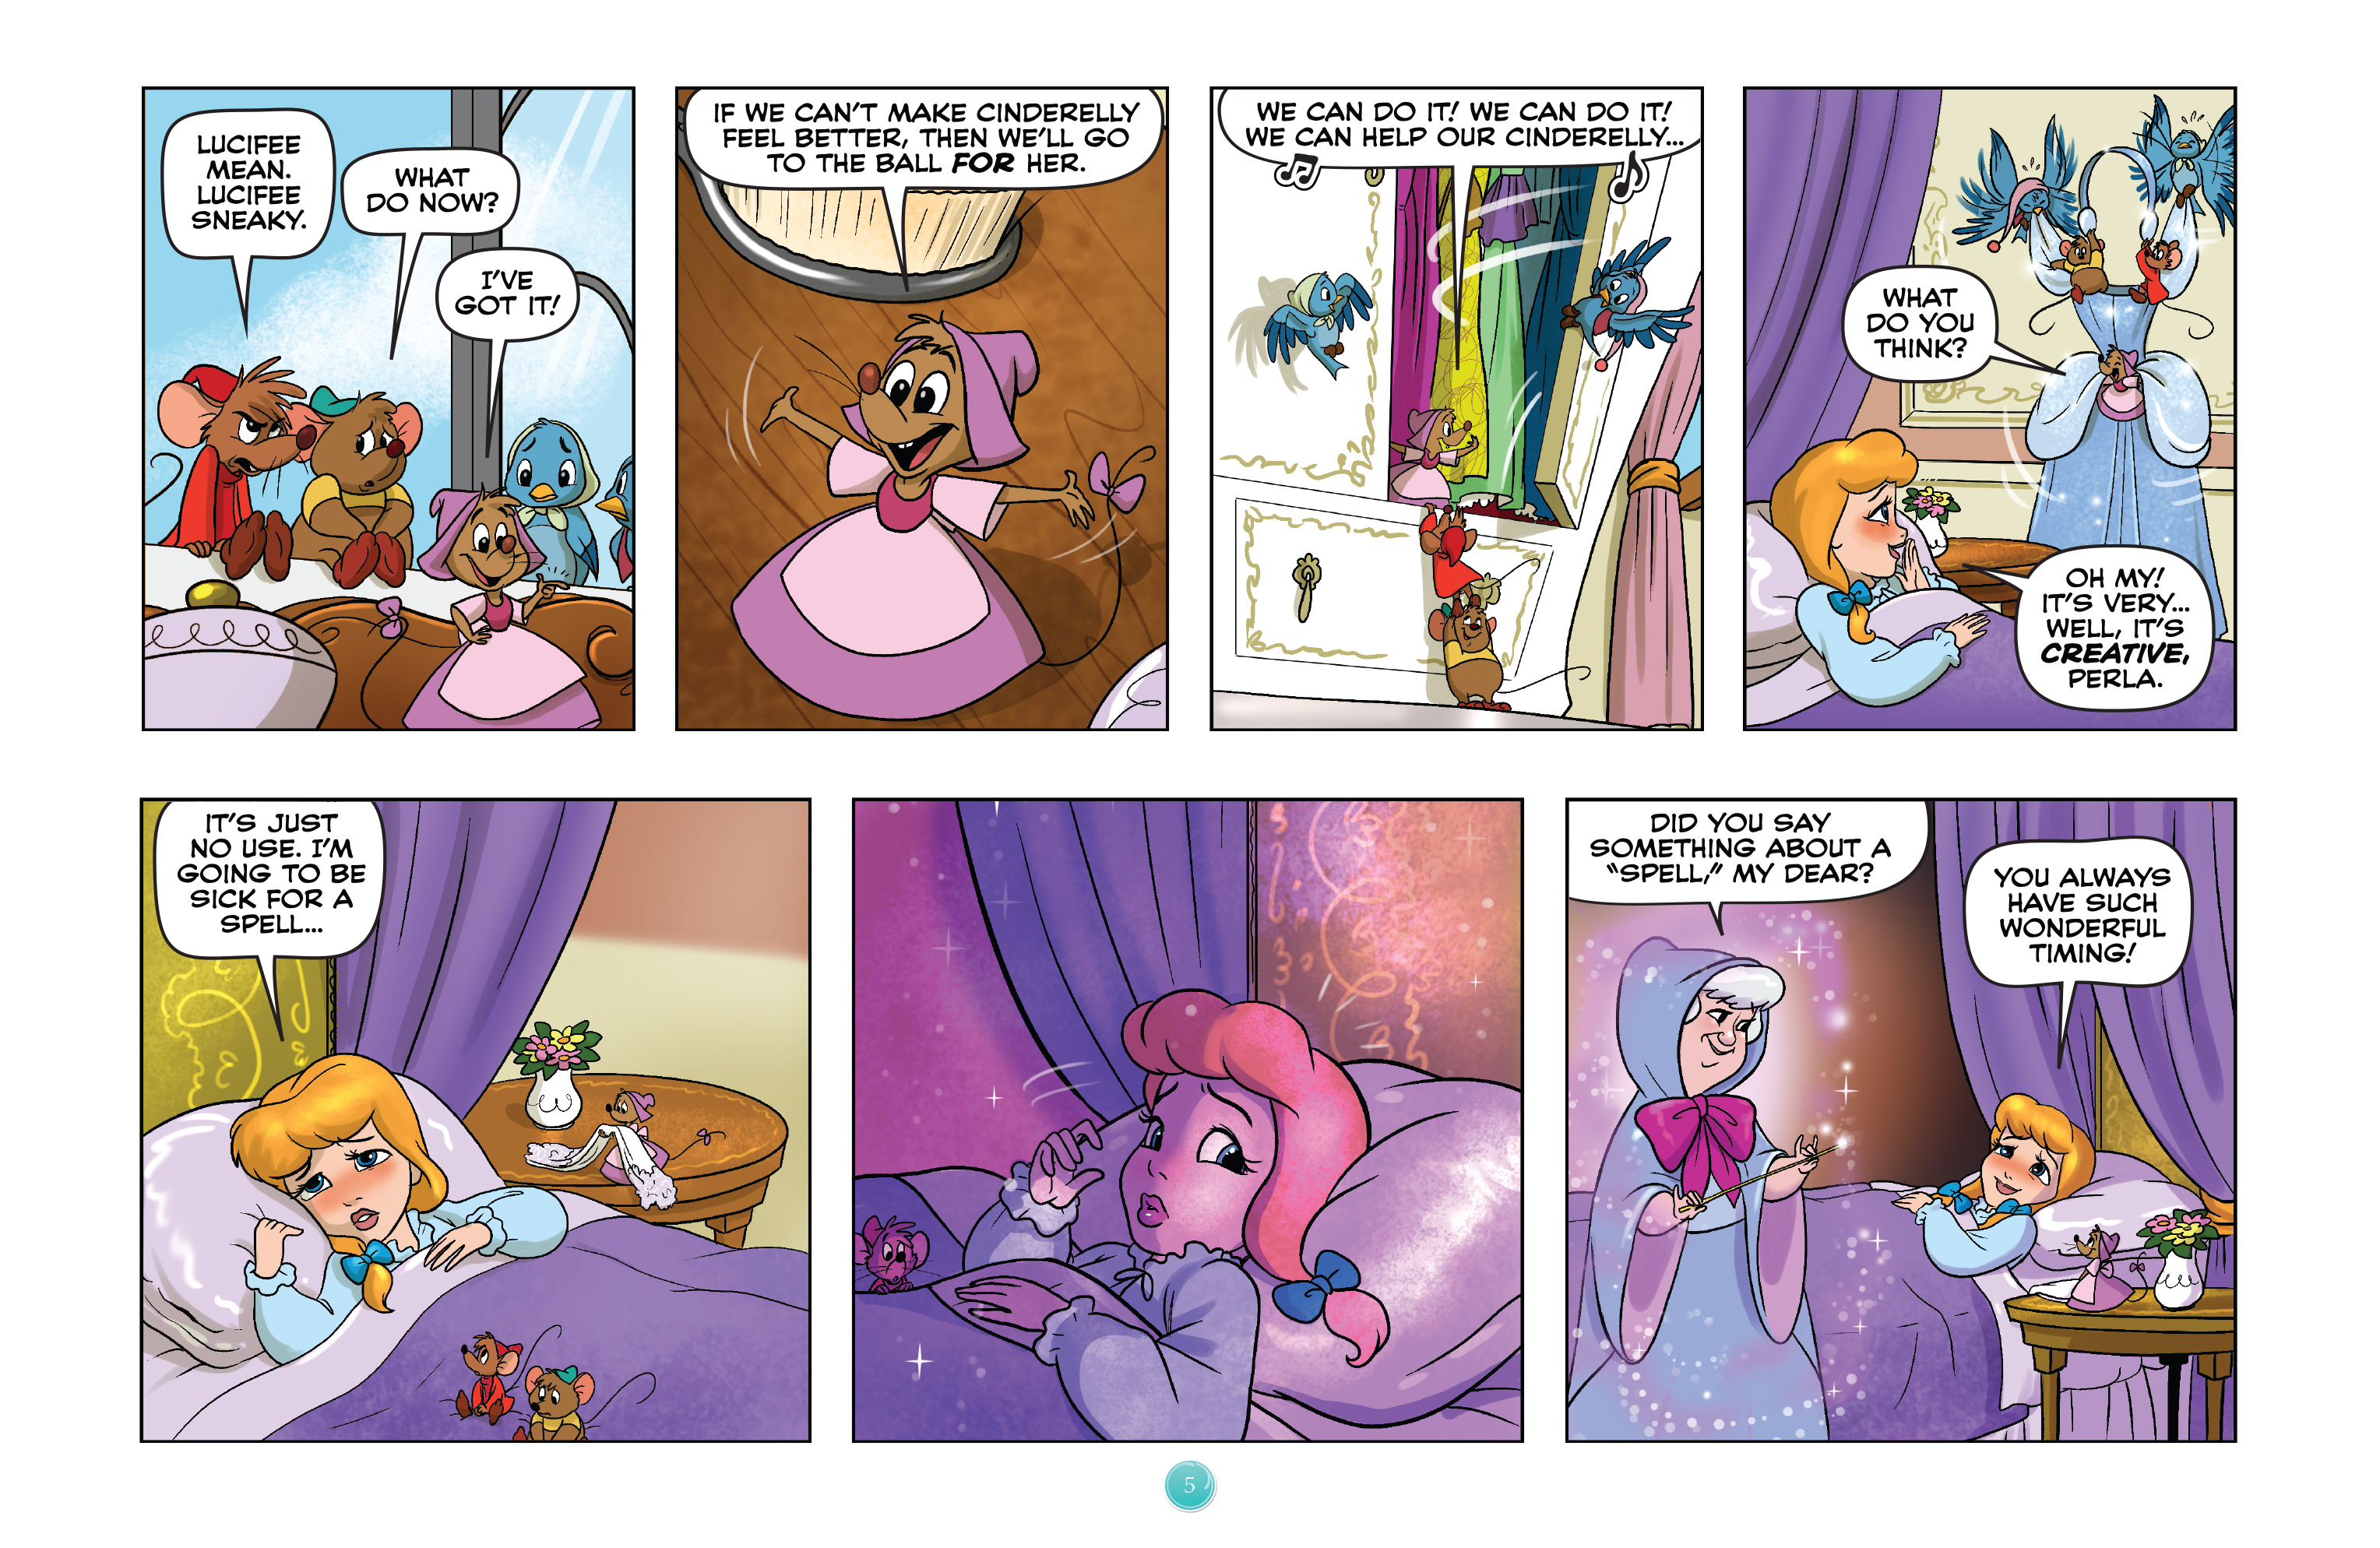 LUCIFEE
MEAN.
LUCIFEE
SNEAKY.
WHAT
DO NOW?
I'VE
GOT IT!
IF WE CAN'T MAKE CINDERELLY
FEEL BETTER, THEN WE'LL GO
TO THE BALL FOR HER.
WE CAN DO IT! WE CAN DO IT!
WE CAN HELP OUR CINDERELLY...
WHAT
DO YOU
THINK?
OH MY!
IT'S VERY...
WELL, IT'S
CREATIVE,
PERLA.
IT'S JUST
NO USE. I'M
GOING TO BE
SICK FOR A
SPELL...
DID YOU SAY
SOMETHING ABOUT A
“SPELL,” MY DEAR?
YOU ALWAYS
HAVE SUCH
WONDERFUL
TIMING!
5